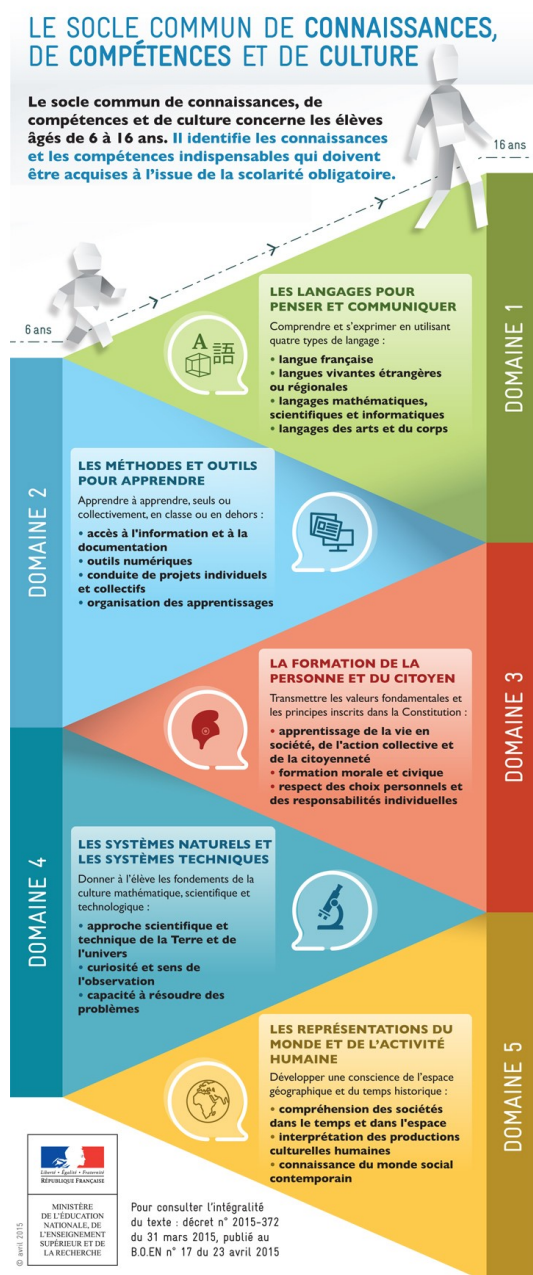 LE SOCLE COMMUN DE CONNAISSANCES,
DE COMPÉTENCES ET DE CULTURE
Le socle commun de connaissances, de
compétences et de culture concerne les élèves
âgés de 6 à 16 ans. Il identifie les connaissances
et les compétences indispensables qui doivent
être acquises à l'issue de la scolarité obligatoire.
16 ans
6 ans
DOMAINE 1
LES LANGAGES POUR
PENSER ET COMMUNIQUER
Comprendre et s'exprimer en utilisant
quatre types de langage :
• langue française
• langues vivantes étrangères
ou régionales
• langages mathématiques,
scientifiques et informatiques
• langages des arts et du corps
A
語
DOMAINE 2
LES MÉTHODES ET OUTILS
POUR APPRENDRE
Apprendre à apprendre, seuls ou
collectivement, en classe ou en dehors :
• accès à l'information et à la
documentation
• outils numériques
• conduite de projets individuels
et collectifs
• organisation des apprentissages
DOMAINE 3
LA FORMATION DE LA
PERSONNE ET DU CITOYEN
Transmettre les valeurs fondamentales et
les principes inscrits dans la Constitution :
• apprentissage de la vie en
société, de l'action collective et
de la citoyenneté
• formation morale et civique
• respect des choix personnels et
des responsabilités individuelles
DOMAINE 4
LES SYSTÈMES NATURELS ET
LES SYSTÈMES TECHNIQUES
Donner à l'élève les fondements de la
culture mathématique, scientifique et
technologique :
• approche scientifique et
technique de la Terre et de
l'univers
• curiosité et sens de
l'observation
• capacité à résoudre des
problèmes
DOMAINE 5
LES REPRÉSENTATIONS DU
MONDE ET DE L'ACTIVITÉ
HUMAINE
Développer une conscience de l'espace
géographique et du temps historique :
• compréhension des sociétés
dans le temps et dans l'espace
• interprétation des productions
culturelles humaines
• connaissance du monde social
contemporain
Liberté • Égalité • Fraternité
RÉPUBLIQUE FRANÇAISE
MINISTÈRE
DE L'ÉDUCATION
NATIONALE, DE
L'ENSEIGNEMENT
SUPÉRIEUR ET DE
LA RECHERCHE
© avril 2015
Pour consulter l'intégralité
du texte : décret n° 2015-372
du 31 mars 2015, publié au
B.O.EN n° 17 du 23 avril 2015